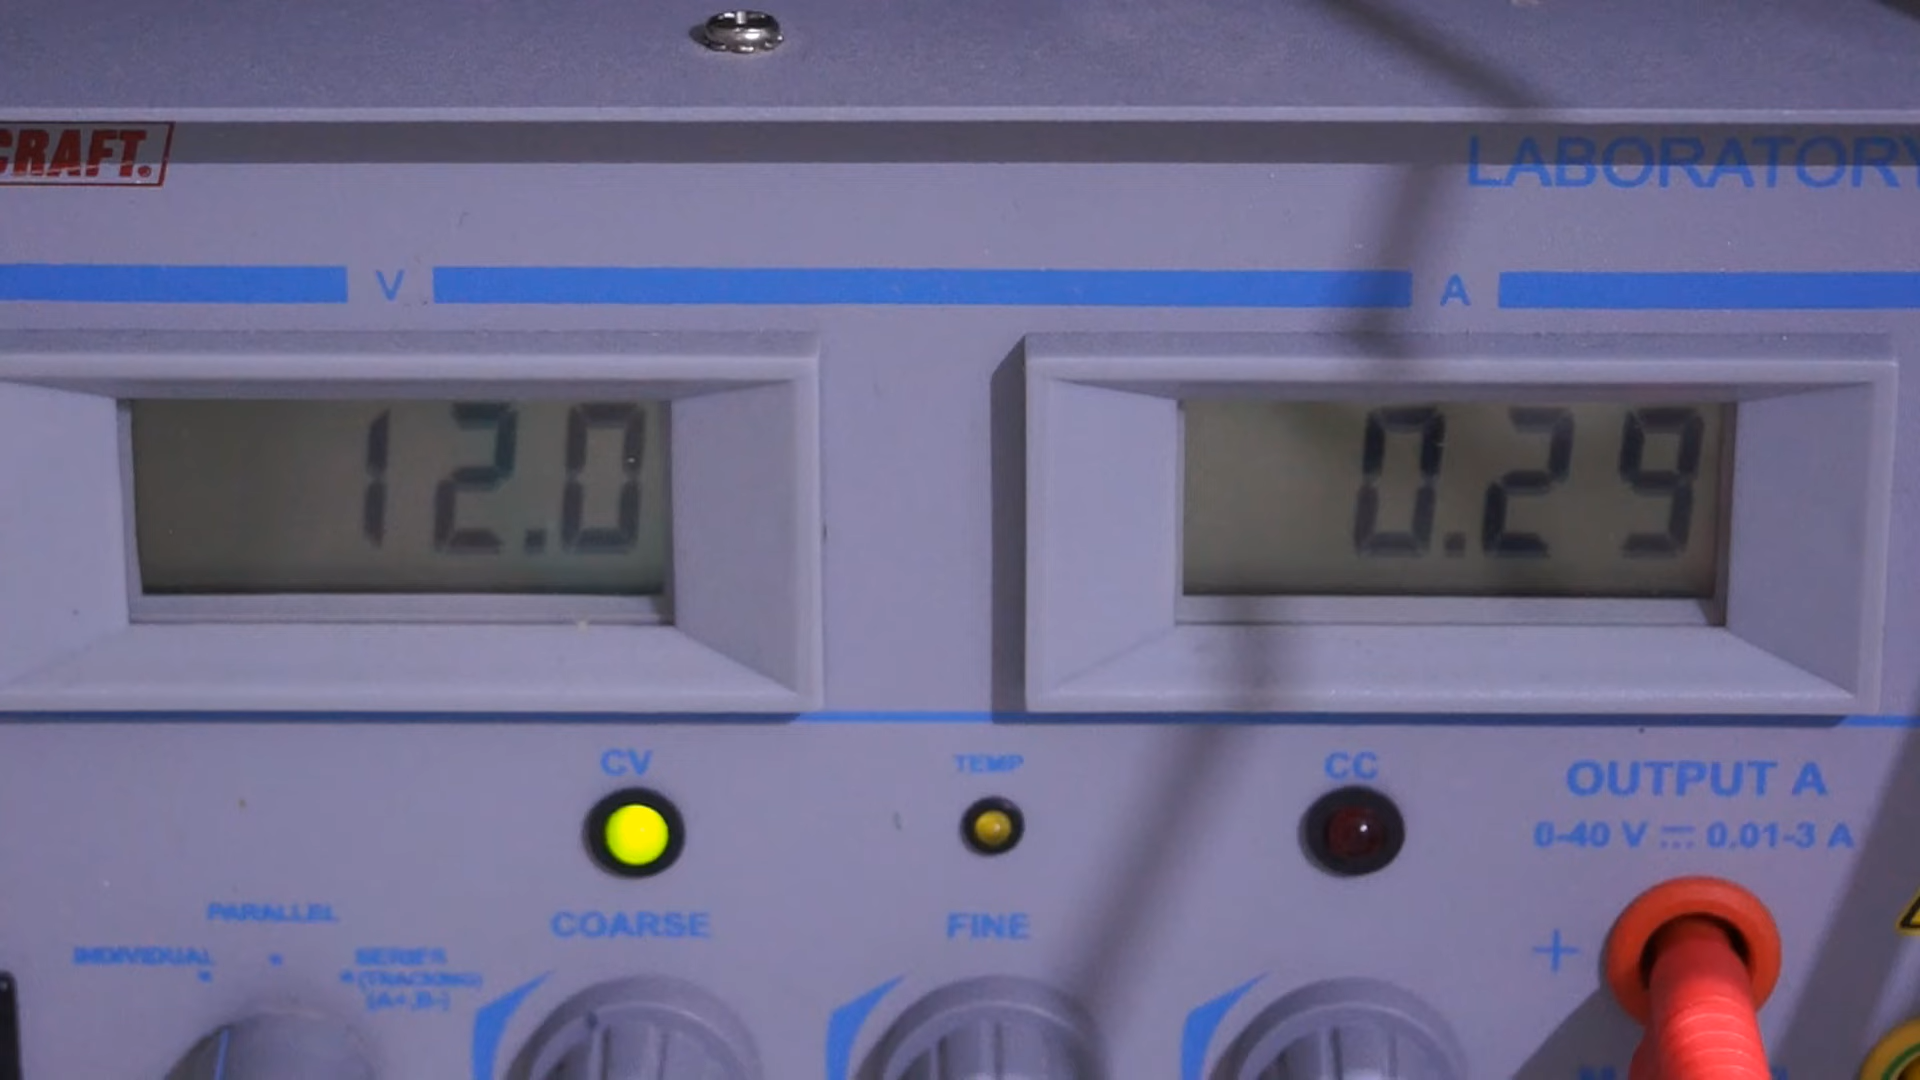 CRAFT.
LABORATORY
V
A
12.0
0.29
CV
TEMP
CC
OUTPUT A
0-40 V ⎓ 0.01-3 A
PARALLEL
COARSE
FINE
INDIVIDUAL
SERIES
(TRACKING)
(A+,B-)
+